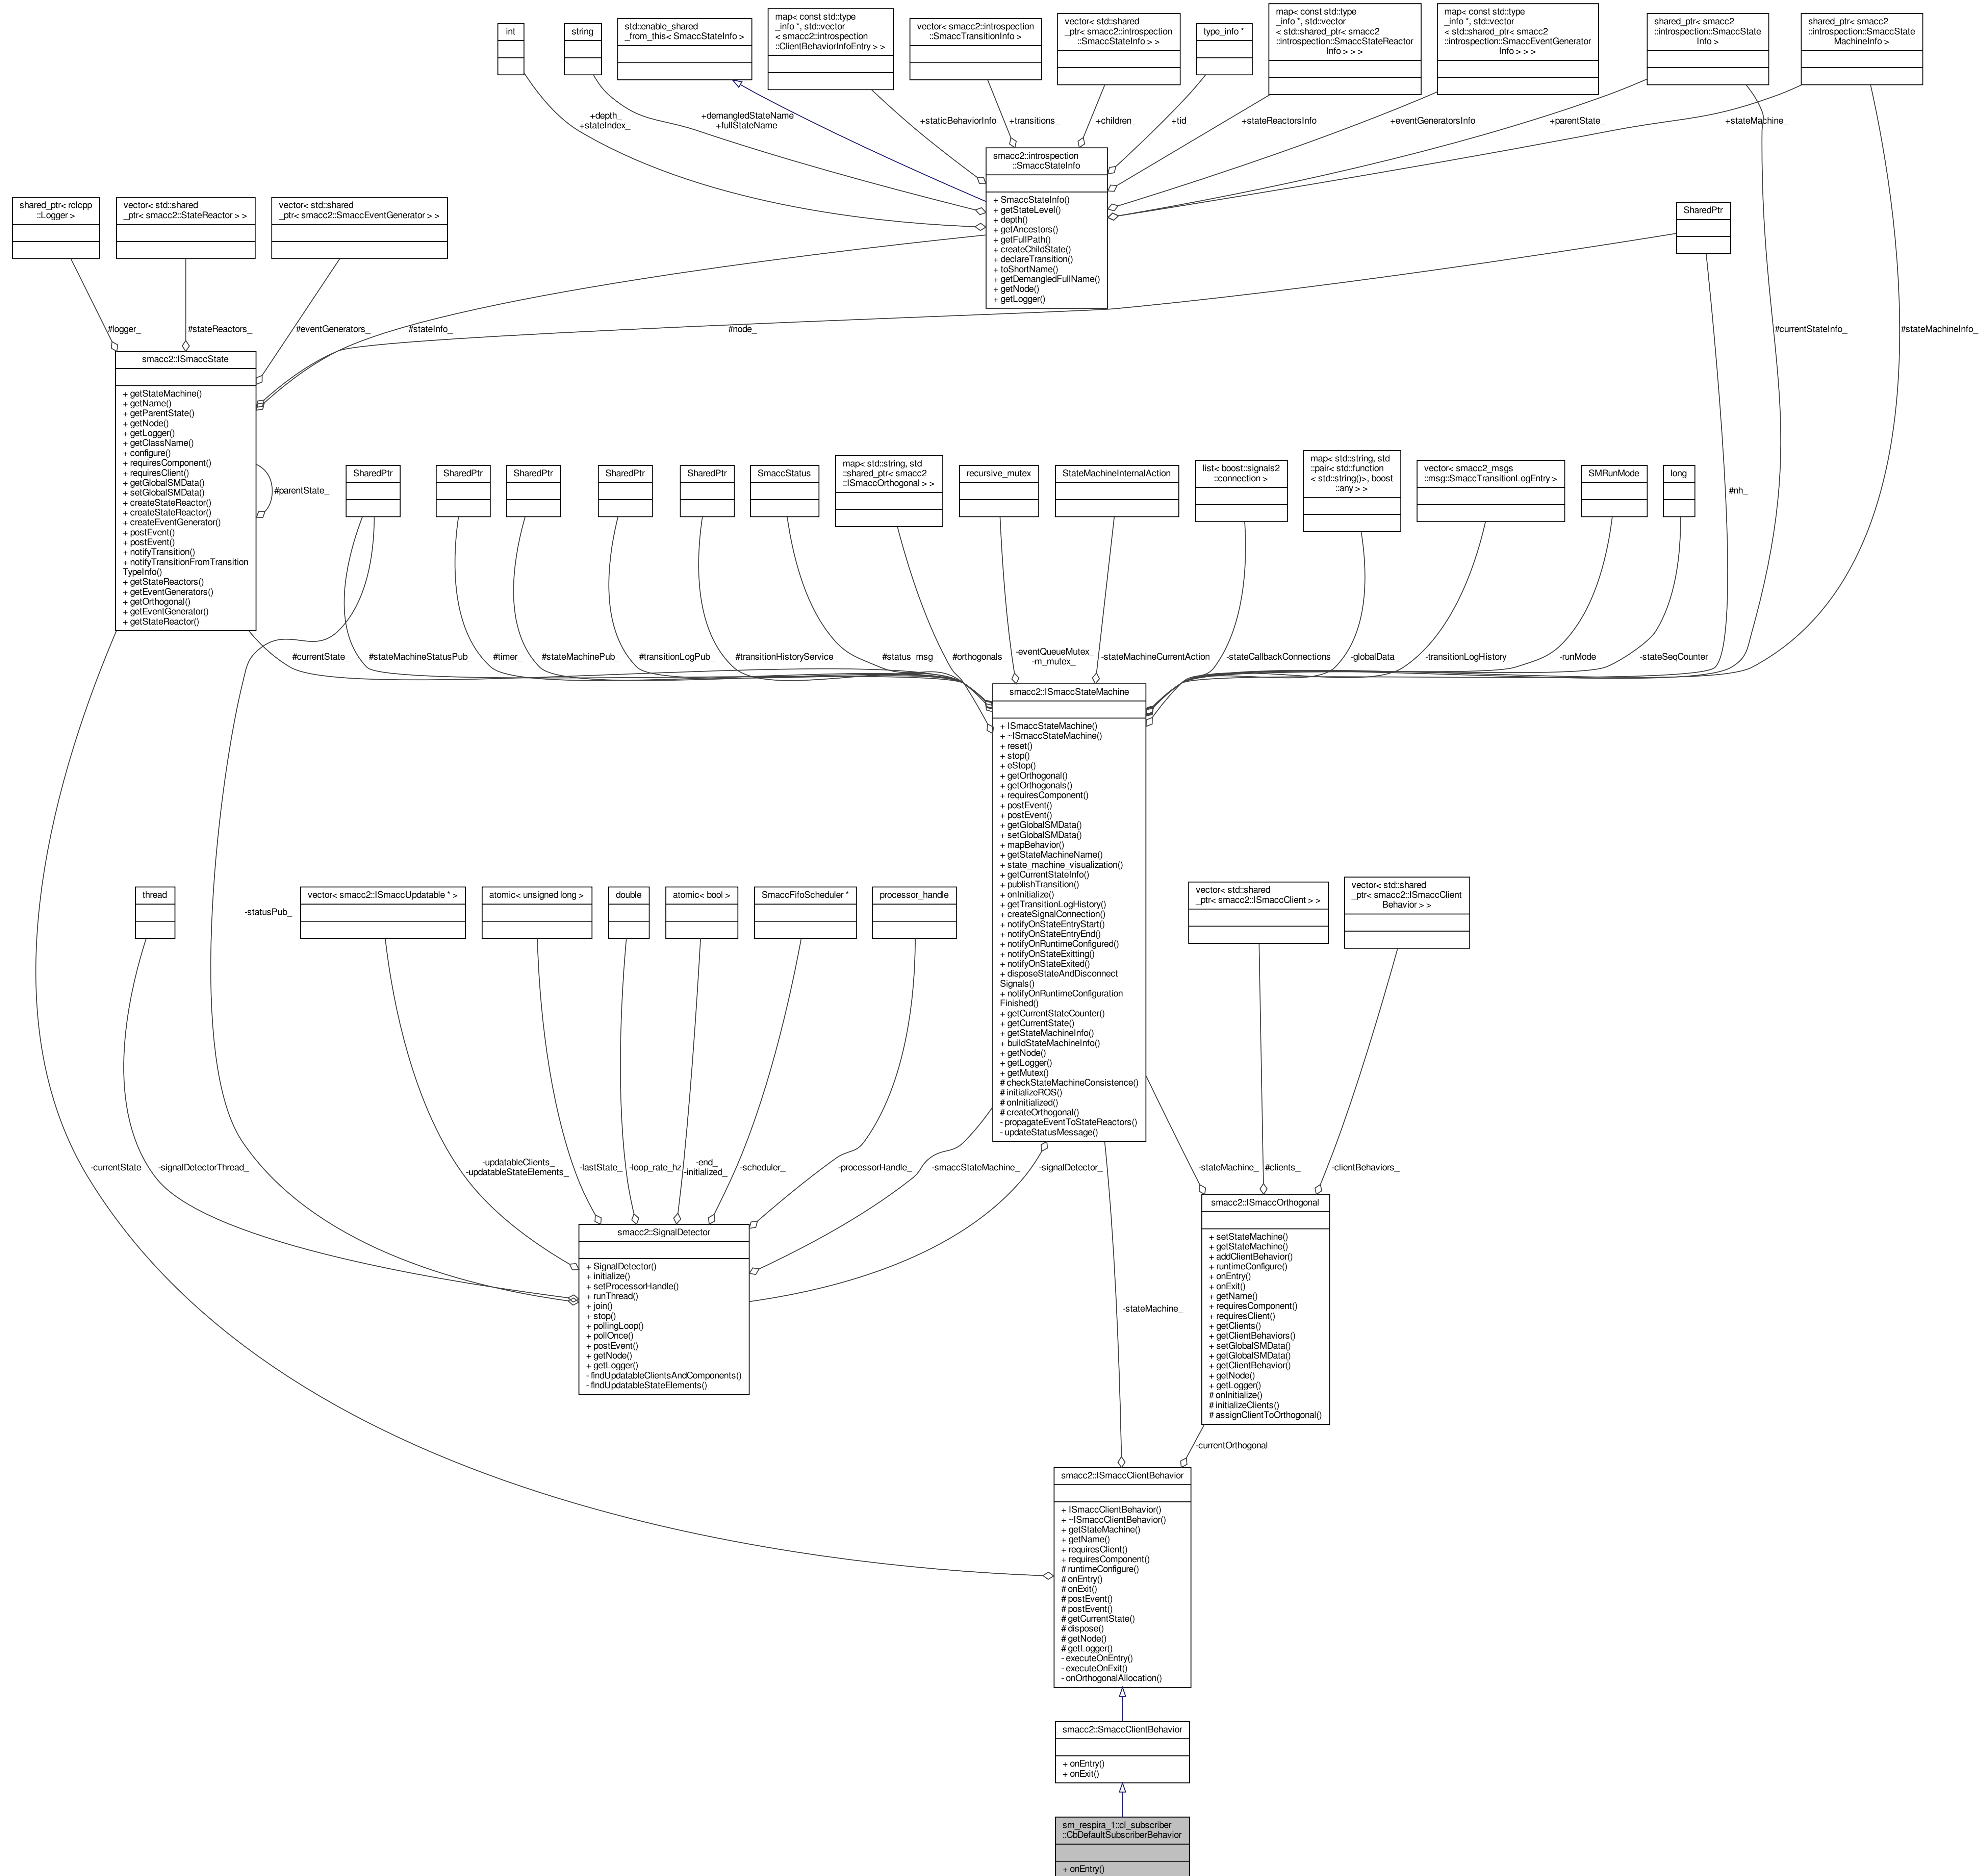 int
string
std::enable_shared
_from_this< SmaccStateInfo >
map< const std::type
_info *, std::vector
< smacc2::introspection
::ClientBehaviorInfoEntry > >
vector< smacc2::introspection
::SmaccTransitionInfo >
vector< std::shared
_ptr< smacc2::introspection
::SmaccStateInfo > >
type_info *
map< const std::type
_info *, std::vector
< std::shared_ptr< smacc2
::introspection::SmaccStateReactor
Info > > >
map< const std::type
_info *, std::vector
< std::shared_ptr< smacc2
::introspection::SmaccEventGenerator
Info > > >
shared_ptr< smacc2
::introspection::SmaccState
Info >
shared_ptr< smacc2
::introspection::SmaccState
MachineInfo >
+depth_
+stateIndex_
+demangledStateName
+fullStateName
+staticBehaviorInfo
+transitions_
+children_
+tid_
+stateReactorsInfo
+eventGeneratorsInfo
+parentState_
+stateMachine_
smacc2::introspection
::SmaccStateInfo
+ SmaccStateInfo()
+ getStateLevel()
+ depth()
+ getAncestors()
+ getFullPath()
+ createChildState()
+ declareTransition()
+ toShortName()
+ getDemangledFullName()
+ getNode()
+ getLogger()
shared_ptr< rclcpp
::Logger >
vector< std::shared
_ptr< smacc2::StateReactor > >
vector< std::shared
_ptr< smacc2::SmaccEventGenerator > >
SharedPtr
#logger_
#stateReactors_
#eventGenerators_
#stateInfo_
#node_
#currentStateInfo_
#stateMachineInfo_
smacc2::ISmaccState
+ getStateMachine()
+ getName()
+ getParentState()
+ getNode()
+ getLogger()
+ getClassName()
+ configure()
+ requiresComponent()
+ requiresClient()
+ getGlobalSMData()
+ setGlobalSMData()
+ createStateReactor()
+ createStateReactor()
+ createEventGenerator()
+ postEvent()
+ postEvent()
+ notifyTransition()
+ notifyTransitionFromTransition
TypeInfo()
+ getStateReactors()
+ getEventGenerators()
+ getOrthogonal()
+ getEventGenerator()
+ getStateReactor()
#parentState_
SharedPtr
SharedPtr
SharedPtr
SharedPtr
SharedPtr
SmaccStatus
map< std::string, std
::shared_ptr< smacc2
::ISmaccOrthogonal > >
recursive_mutex
StateMachineInternalAction
list< boost::signals2
::connection >
map< std::string, std
::pair< std::function
< std::string()>, boost
::any > >
vector< smacc2_msgs
::msg::SmaccTransitionLogEntry >
SMRunMode
long
#nh_
#currentState_
#stateMachineStatusPub_
#timer_
#stateMachinePub_
#transitionLogPub_
#transitionHistoryService_
#status_msg_
#orthogonals_
-eventQueueMutex_
-m_mutex_
-stateMachineCurrentAction
-stateCallbackConnections
-globalData_
-transitionLogHistory_
-runMode_
-stateSeqCounter_
smacc2::ISmaccStateMachine
+ ISmaccStateMachine()
+ ~ISmaccStateMachine()
+ reset()
+ stop()
+ eStop()
+ getOrthogonal()
+ getOrthogonals()
+ requiresComponent()
+ postEvent()
+ postEvent()
+ getGlobalSMData()
+ setGlobalSMData()
+ mapBehavior()
+ getStateMachineName()
+ state_machine_visualization()
+ getCurrentStateInfo()
+ publishTransition()
+ onInitialize()
+ getTransitionLogHistory()
+ createSignalConnection()
+ notifyOnStateEntryStart()
+ notifyOnStateEntryEnd()
+ notifyOnRuntimeConfigured()
+ notifyOnStateExitting()
+ notifyOnStateExited()
+ disposeStateAndDisconnect
Signals()
+ notifyOnRuntimeConfiguration
Finished()
+ getCurrentStateCounter()
+ getCurrentState()
+ getStateMachineInfo()
+ buildStateMachineInfo()
+ getNode()
+ getLogger()
+ getMutex()
# checkStateMachineConsistence()
# initializeROS()
# onInitialized()
# createOrthogonal()
- propagateEventToStateReactors()
- updateStatusMessage()
thread
-statusPub_
vector< smacc2::ISmaccUpdatable * >
atomic< unsigned long >
double
atomic< bool >
SmaccFifoScheduler *
processor_handle
vector< std::shared
_ptr< smacc2::ISmaccClient > >
vector< std::shared
_ptr< smacc2::ISmaccClient
Behavior > >
-currentState
-signalDetectorThread_
-updatableClients_
-updatableStateElements_
-lastState_
-loop_rate_hz
-end_
-initialized_
-scheduler_
-processorHandle_
-smaccStateMachine_
-signalDetector_
-stateMachine_
#clients_
-clientBehaviors_
smacc2::SignalDetector
+ SignalDetector()
+ initialize()
+ setProcessorHandle()
+ runThread()
+ join()
+ stop()
+ pollingLoop()
+ pollOnce()
+ postEvent()
+ getNode()
+ getLogger()
- findUpdatableClientsAndComponents()
- findUpdatableStateElements()
smacc2::ISmaccOrthogonal
+ setStateMachine()
+ getStateMachine()
+ addClientBehavior()
+ runtimeConfigure()
+ onEntry()
+ onExit()
+ getName()
+ requiresComponent()
+ requiresClient()
+ getClients()
+ getClientBehaviors()
+ setGlobalSMData()
+ getGlobalSMData()
+ getClientBehavior()
+ getNode()
+ getLogger()
# onInitialize()
# initializeClients()
# assignClientToOrthogonal()
-stateMachine_
-currentOrthogonal
smacc2::ISmaccClientBehavior
+ ISmaccClientBehavior()
+ ~ISmaccClientBehavior()
+ getStateMachine()
+ getName()
+ requiresClient()
+ requiresComponent()
# runtimeConfigure()
# onEntry()
# onExit()
# postEvent()
# postEvent()
# getCurrentState()
# dispose()
# getNode()
# getLogger()
- executeOnEntry()
- executeOnExit()
- onOrthogonalAllocation()
smacc2::SmaccClientBehavior
+ onEntry()
+ onExit()
sm_respira_1::cl_subscriber
::CbDefaultSubscriberBehavior
+ onEntry()